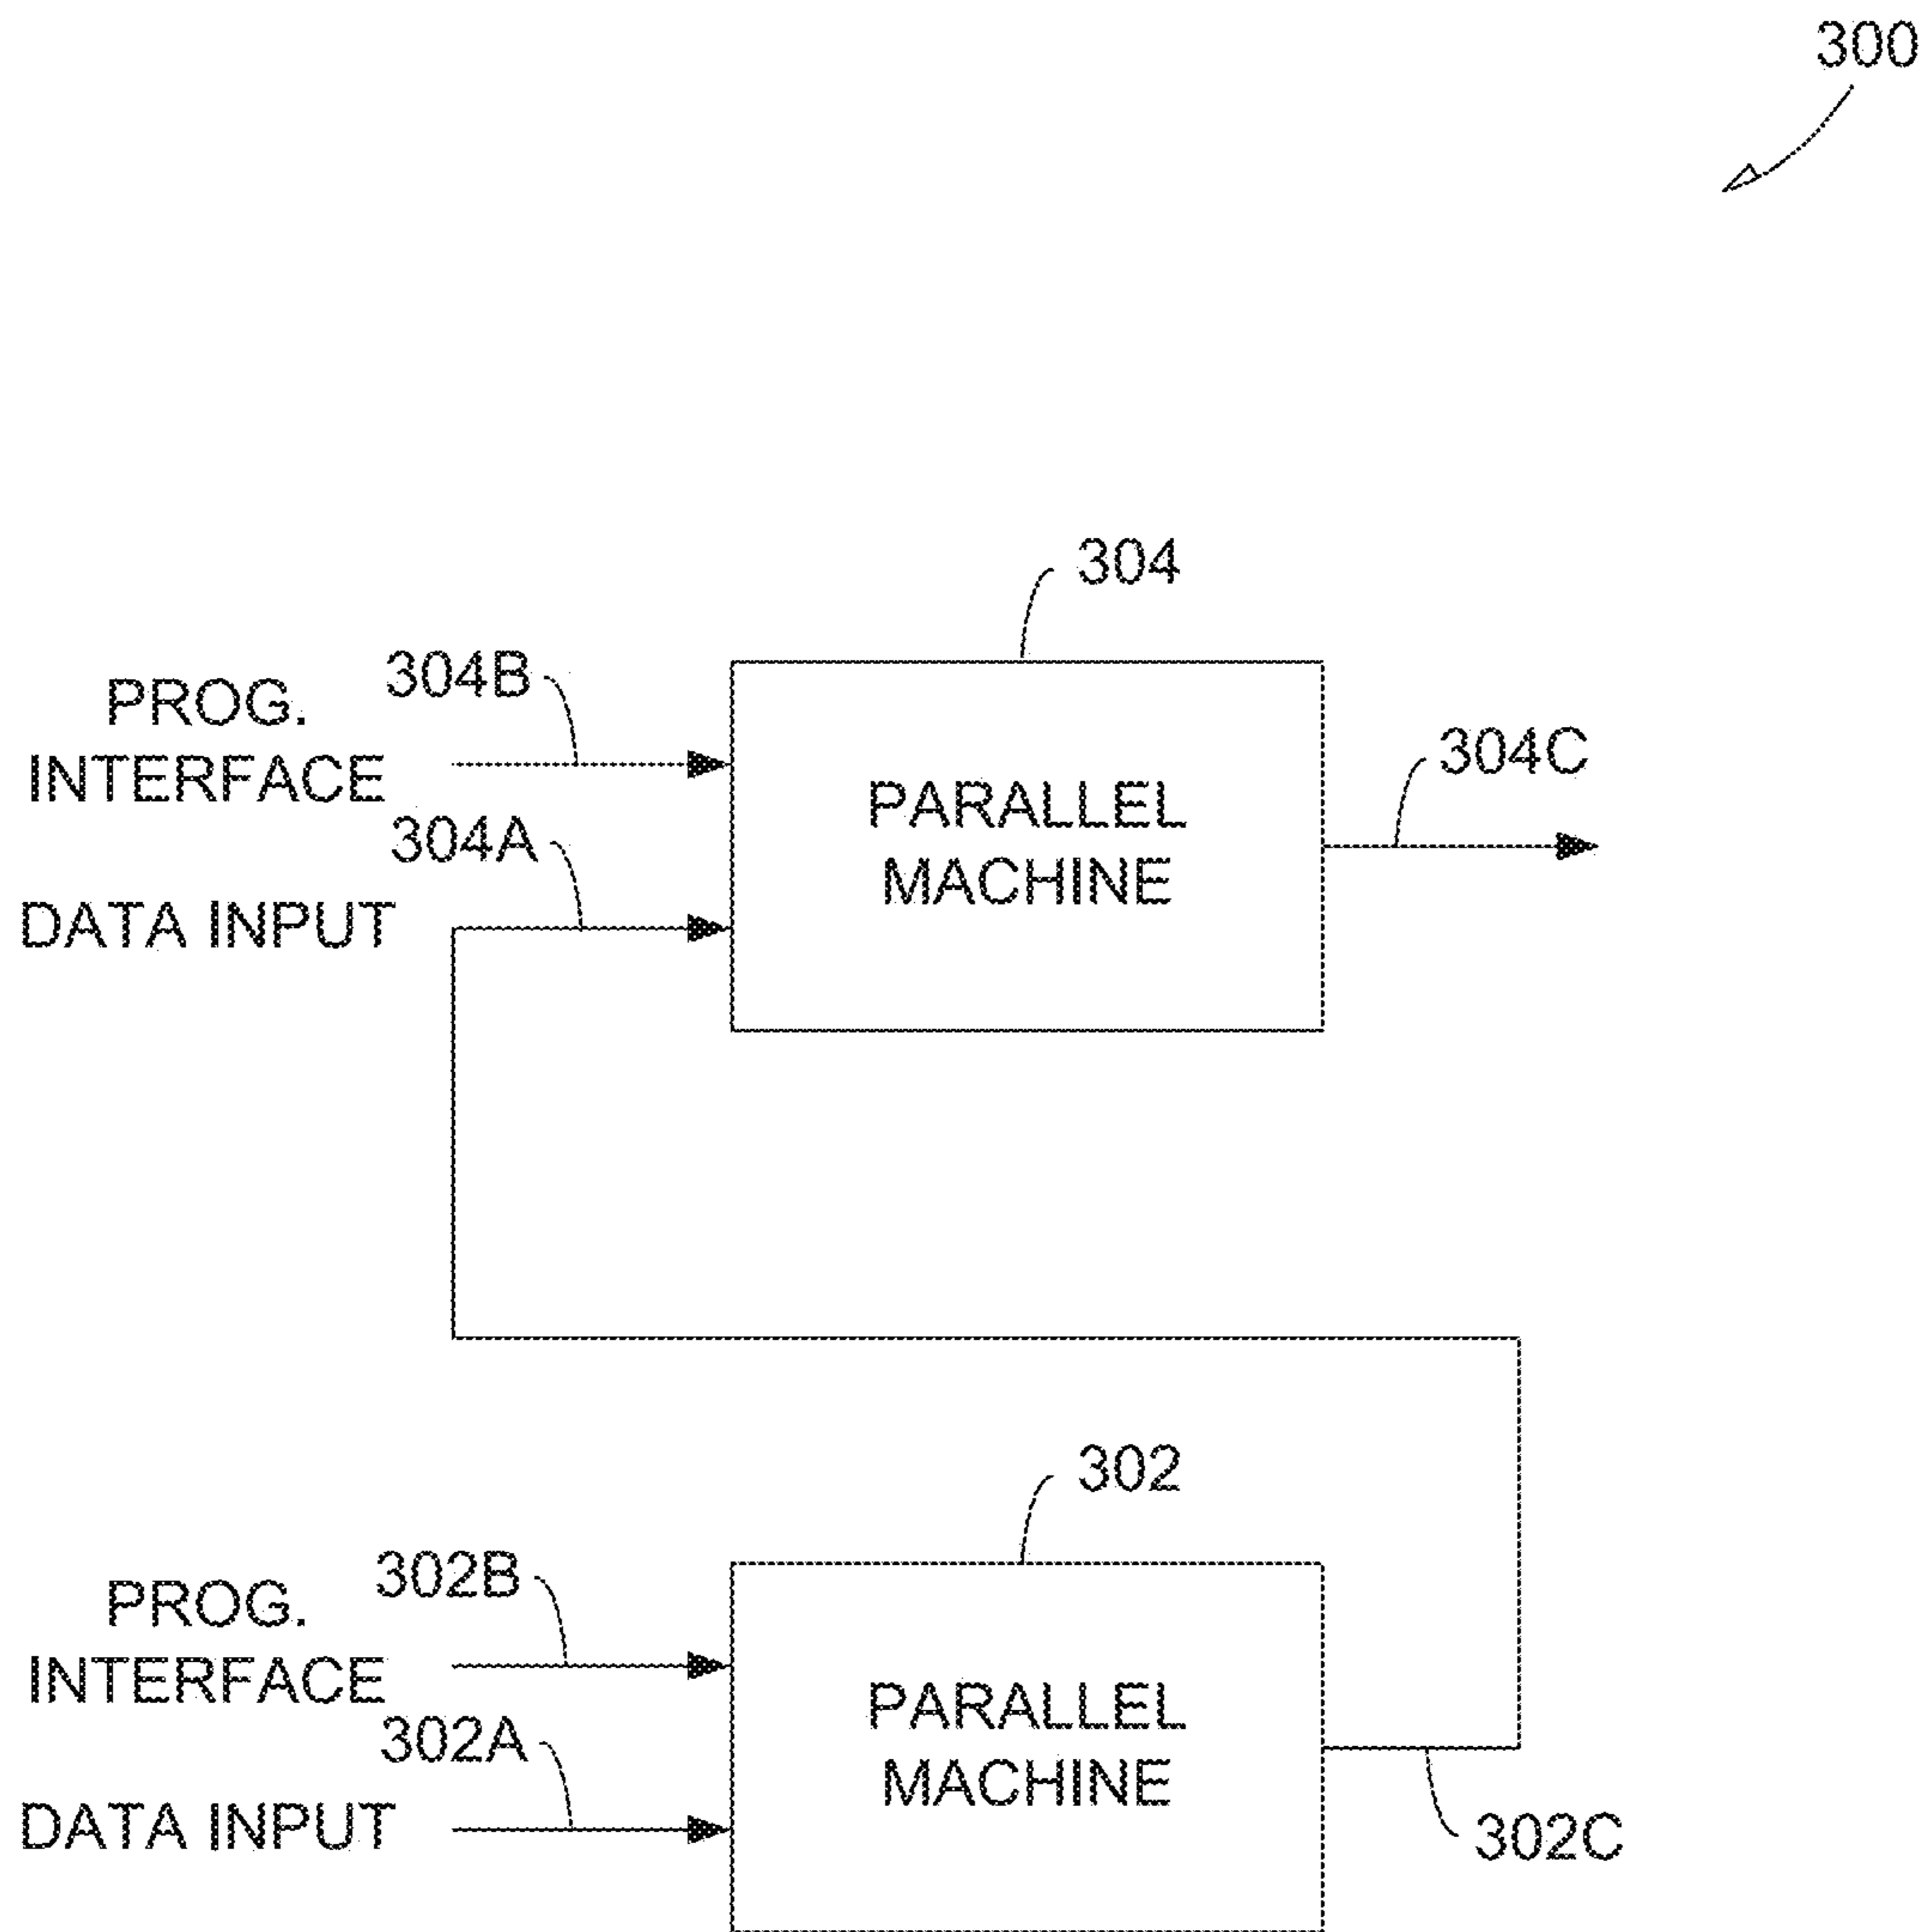 300
304
304B
PROG.
INTERFACE
304C
PARALLEL
MACHINE
304A
DATA INPUT
302
302B
PROG.
INTERFACE
PARALLEL
MACHINE
302A
DATA INPUT
302C